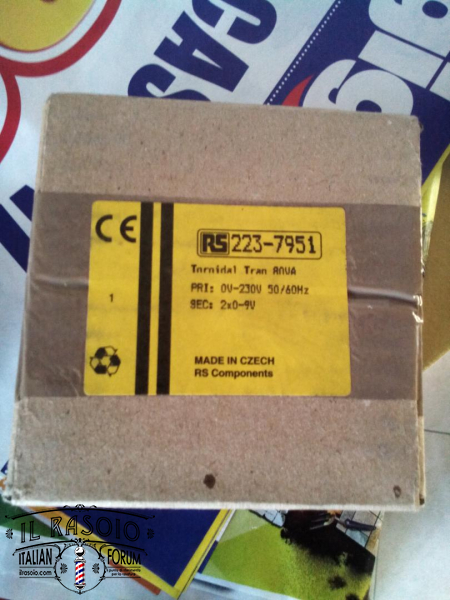 CAS
CE
RS 223-7951
Toroidal Tran 80VA
PRI: 0V-230V 50/60Hz
SEC: 2x0-9V
1
MADE IN CZECH
RS Components
IL RASOIO
ITALIAN FORUM
ilrasoio.com